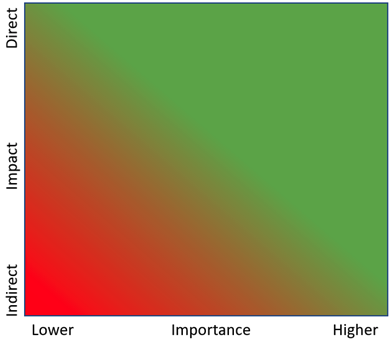 Direct
Impact
Indirect
Lower
Importance
Higher